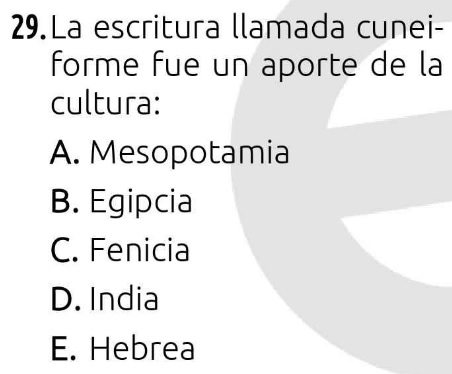 29. La escritura llamada cunei-
forme fue un aporte de la
cultura:
A. Mesopotamia
B. Egipcia
C. Fenicia
D. India
E. Hebrea